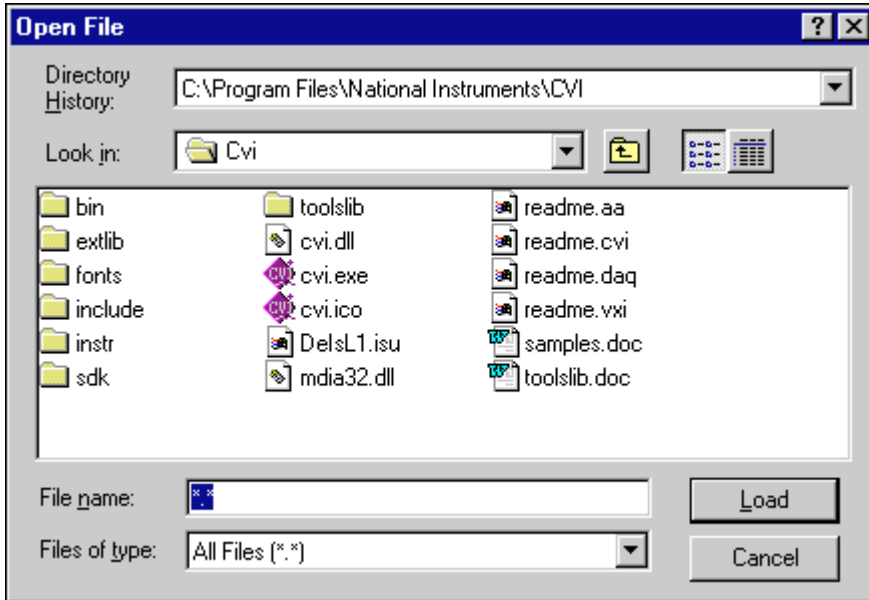 Open File
Directory
History:
C:\Program Files\National Instruments\CVI
Look in:
Cvi
bin
extlib
fonts
include
instr
sdk
toolslib
cvi.dll
cvi.exe
cvi.ico
DelsL1.isu
mdia32.dll
readme.aa
readme.cvi
readme.daq
readme.vxi
samples.doc
toolslib.doc
File name:
*.*
Load
Files of type:
All Files (*.*)
Cancel